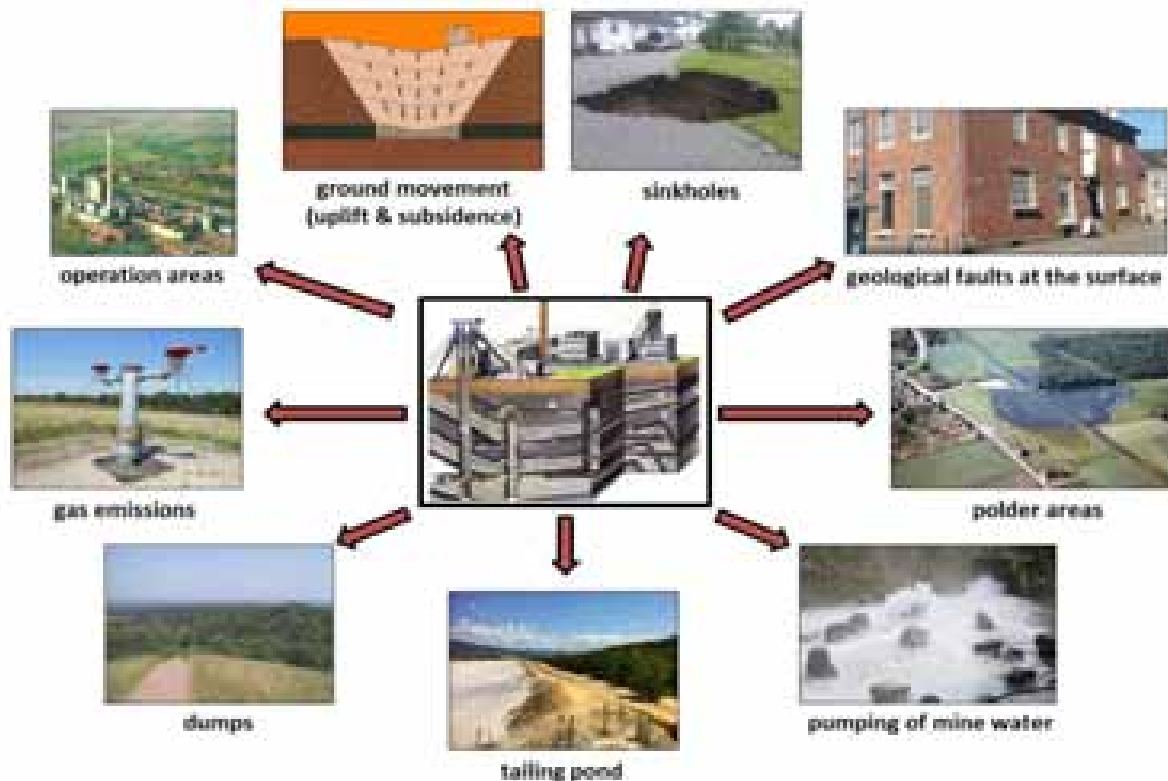 ground movement
(uplift & subsidence)
sinkholes
operation areas
geological faults at the surface
gas emissions
polder areas
dumps
pumping of mine water
tailing pond